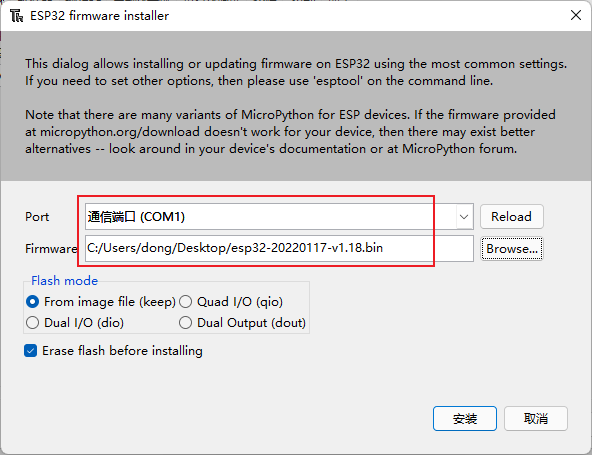 ESP32 firmware installer
This dialog allows installing or updating firmware on ESP32 using the most common settings.
If you need to set other options, then please use 'esptool' on the command line.
Note that there are many variants of MicroPython for ESP devices. If the firmware provided
at micropython.org/download doesn't work for your device, then there may exist better
alternatives -- look around in your device's documentation or at MicroPython forum.
Port 通信端口 (COM1) Reload
Firmware C:/Users/dong/Desktop/esp32-20220117-v1.18.bin Browse...
Flash mode
From image file (keep) Quad I/O (qio)
Dual I/O (dio) Dual Output (dout)
Erase flash before installing
安装 取消